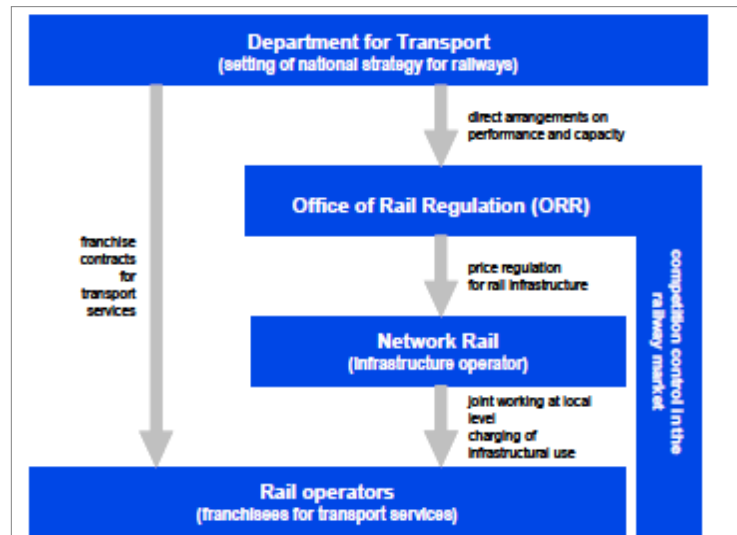 Department for Transport
(setting of national strategy for railways)
direct arrangements on
performance and capacity
Office of Rail Regulation (ORR)
franchise
contracts
for
transport
services
price regulation
for rail infrastructure
competition control in the
railway market
Network Rail
(infrastructure operator)
joint working at local
level
charging of
infrastructural use
Rail operators
(franchisees for transport services)